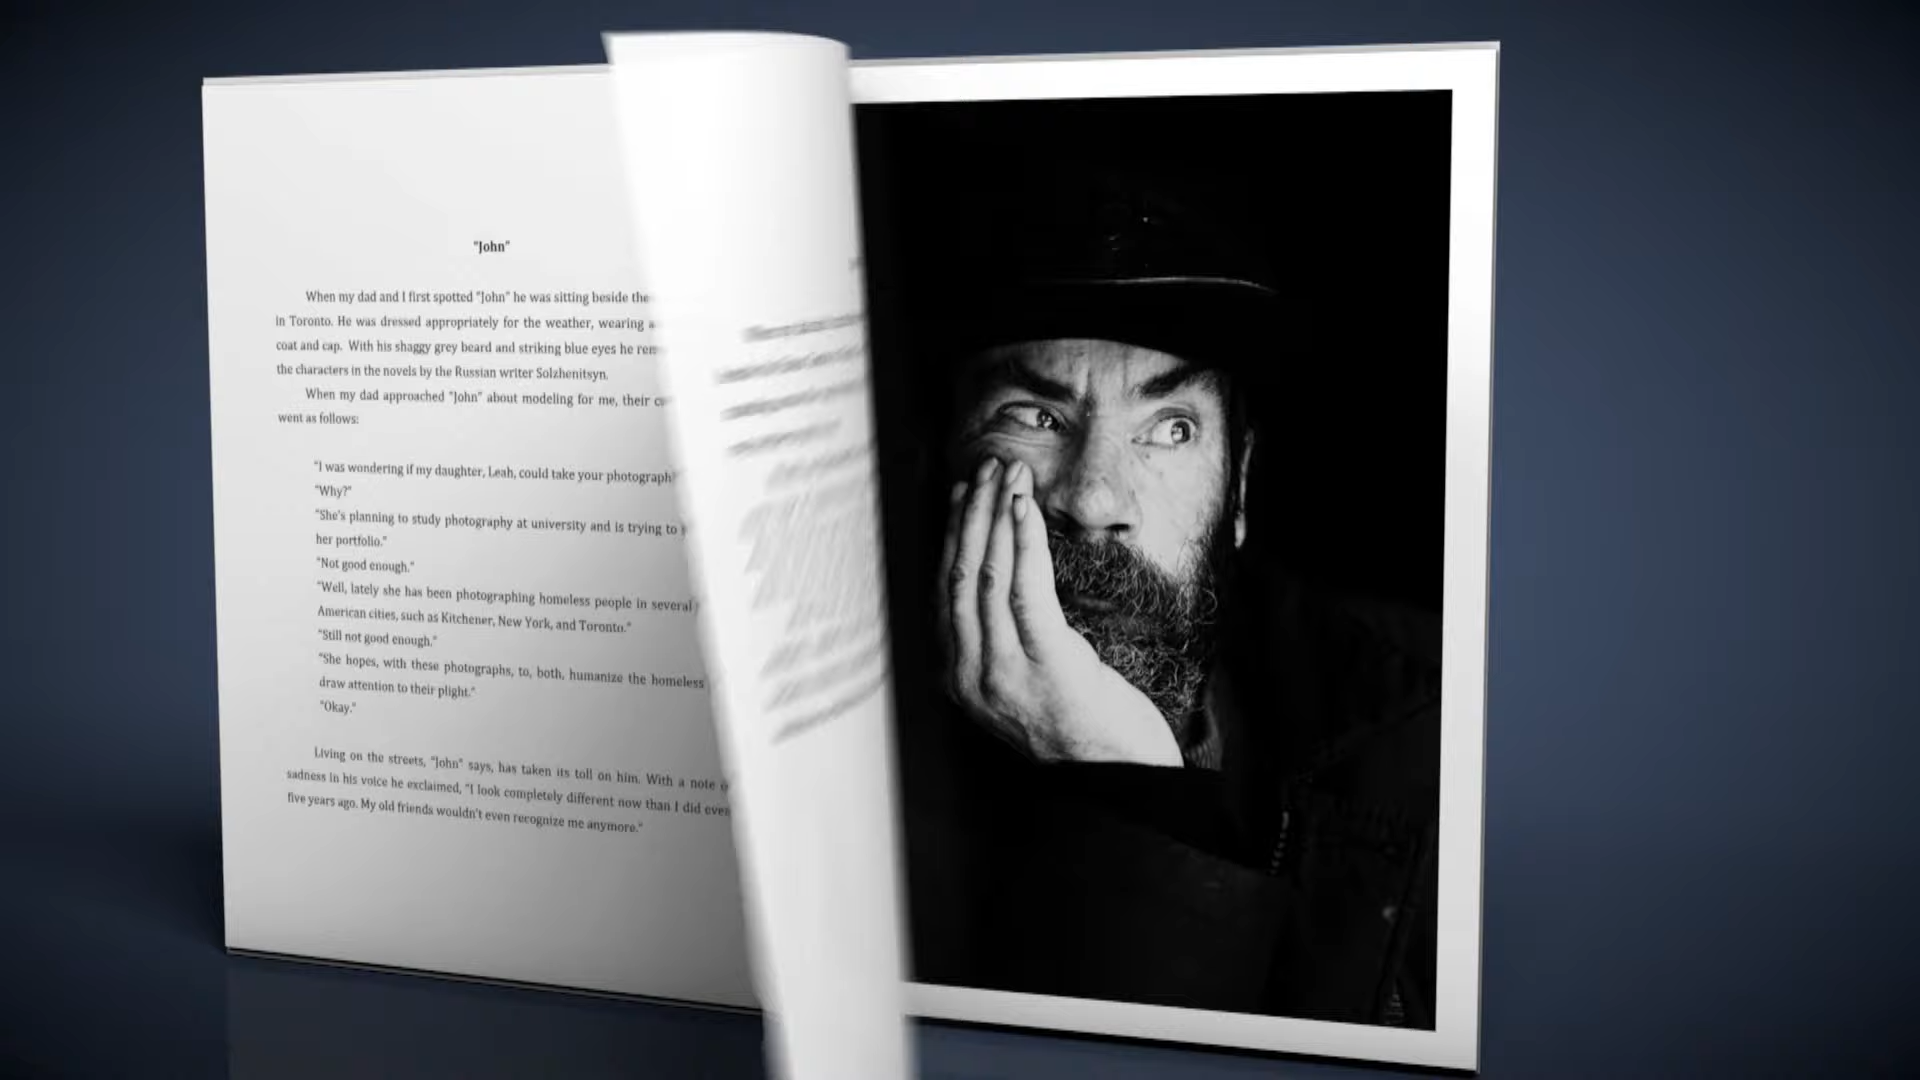 "John"
When my dad and I first spotted "John" he was sitting beside the
in Toronto. He was dressed appropriately for the weather, wearing a
coat and cap. With his shaggy grey beard and striking blue eyes he
the characters in the novels by the Russian writer Solzhenitsyn.
When my dad approached "John" about modeling for me, their
went as follows:
"I was wondering if my daughter, Leah, could take your photograph
"Why?"
"She's planning to study photography at university and is trying to
her portfolio."
"Not good enough."
"Well, lately she has been photographing homeless people in several
American cities, such as Kitchener, New York, and Toronto."
"Still not good enough."
"She hopes, with these photographs, to, both, humanize the homeless
draw attention to their plight."
"Okay."
Living on the streets, "John" says, has taken its toll on him. With a note
sadness in his voice he exclaimed, "I look completely different now than I did even
five years ago. My old friends wouldn't even recognize me anymore."